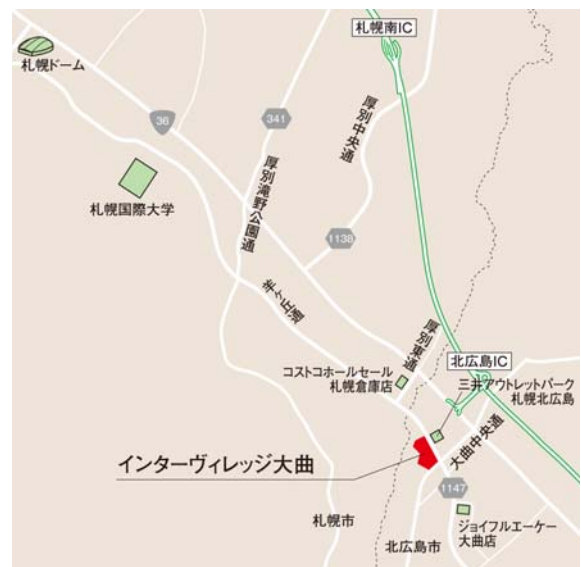 札幌南IC
札幌ドーム
36
341
厚別中央通
厚別滝野公園通
札幌国際大学
1138
羊ヶ丘通
厚別東通
北広島IC
コストコホールセール
札幌倉庫店
三井アウトレットパーク
札幌北広島
大曲中央通
インターヴィレッジ大曲
1147
札幌市
ジョイフルエーケー
大曲店
北広島市